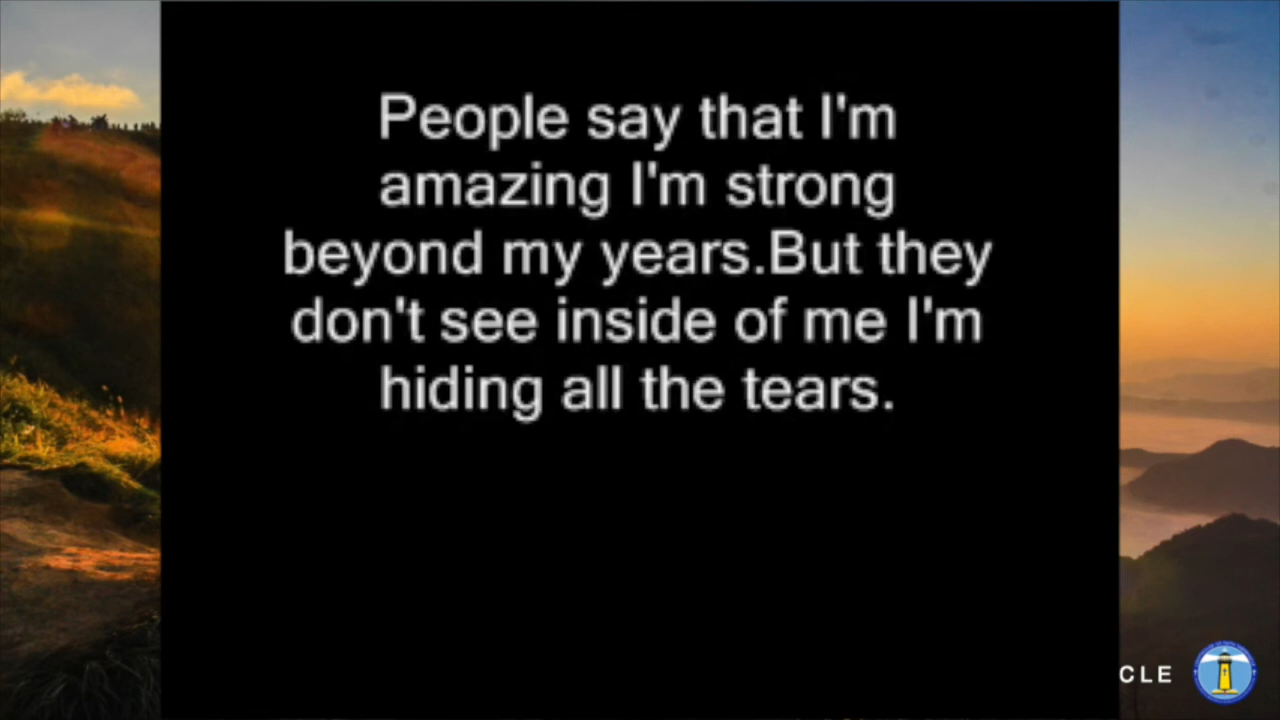 People say that I'm
amazing I'm strong
beyond my years.But they
don't see inside of me I'm
hiding all the tears.
CLE